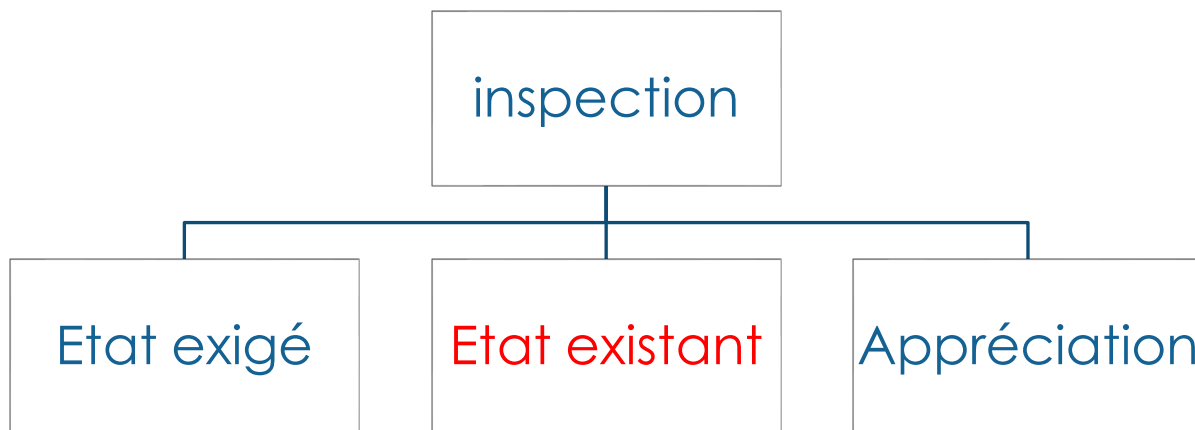 inspection
Etat exigé
Etat existant
Appréciation